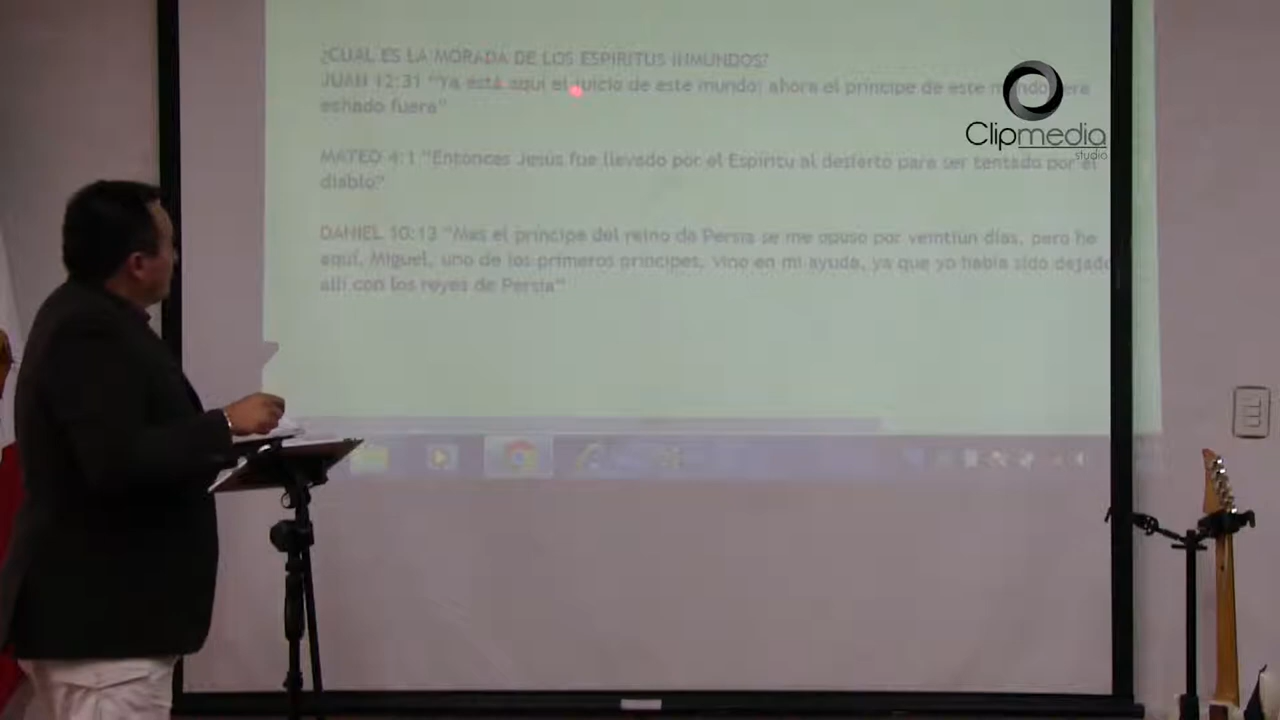 ¿CUAL ES LA MORADA DE LOS ESPIRITUS INMUNDOS?
JUAN 12:31 "Ya está aquí el juicio de este mundo; ahora el príncipe de este mundo sera
eshado fuera"
MATEO 4:1 "Entonces Jesús fue llevado por el Espíritu al desierto para ser tentado por el
diablo?
DANIEL 10:13 "Mas el príncipe del reino de Persia se me opuso por veintiun días, pero he
aquí, Miguel, uno de los primeros príncipes, vino en mi ayuda, ya que yo había sido dejado
allí con los reyes de Persia"
Clipmedia
studio